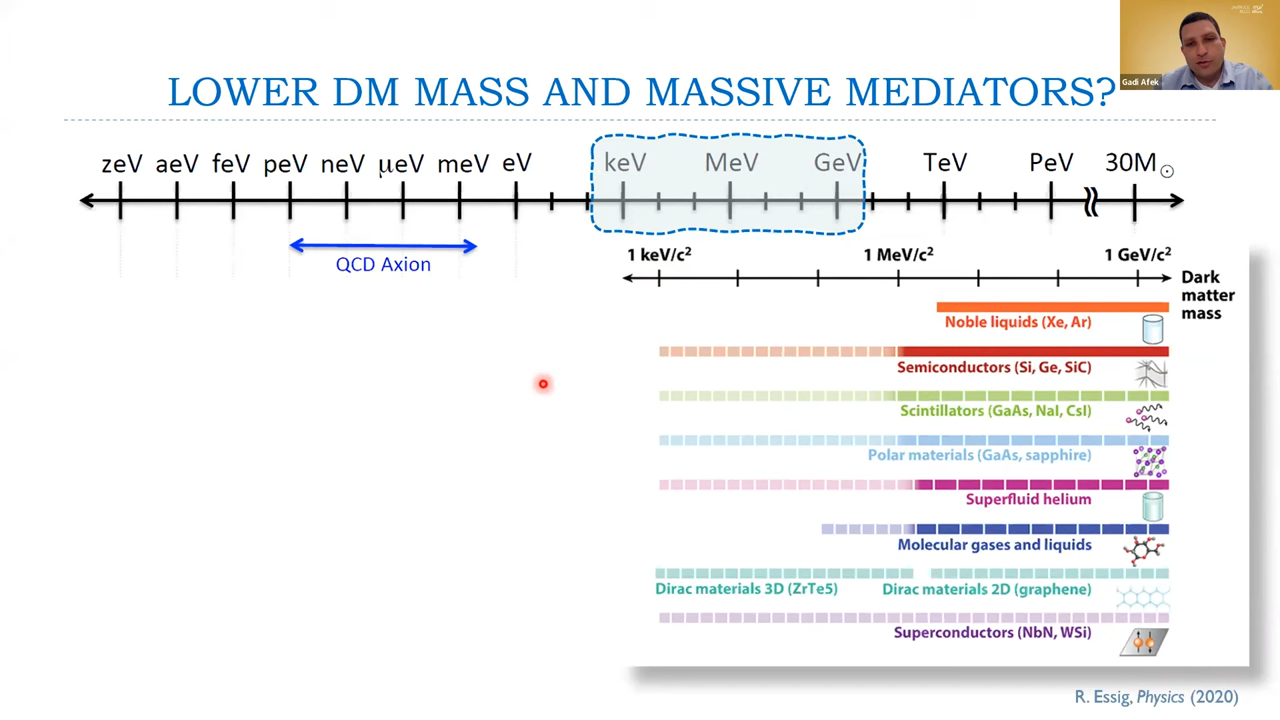 Gadi Afek
LOWER DM MASS AND MASSIVE MEDIATORS?
zeV aeV feV peV neV μeV meV eV keV MeV GeV TeV PeV 30M☉
QCD Axion
1 keV/c² 1 MeV/c² 1 GeV/c²
Dark
matter
mass
Noble liquids (Xe, Ar)
Semiconductors (Si, Ge, SiC)
Scintillators (GaAs, NaI, CsI)
Polar materials (GaAs, sapphire)
Superfluid helium
Molecular gases and liquids
Dirac materials 3D (ZrTe5) Dirac materials 2D (graphene)
Superconductors (NbN, WSi)
R. Essig, Physics (2020)